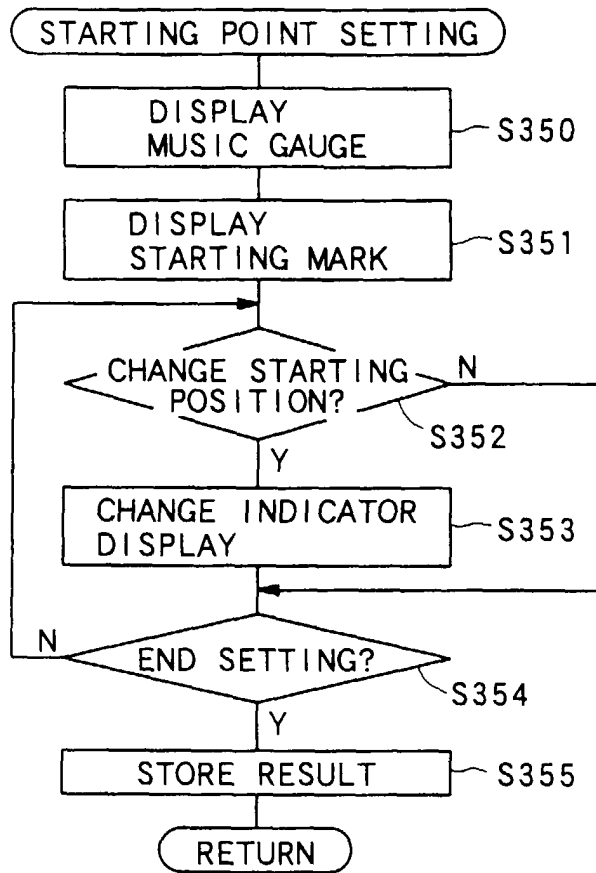 STARTING POINT SETTING
DISPLAY
MUSIC GAUGE
S350
DISPLAY
STARTING MARK
S351
CHANGE STARTING
POSITION?
N
S352
Y
CHANGE INDICATOR
DISPLAY
S353
N
END SETTING?
S354
Y
STORE RESULT
S355
RETURN